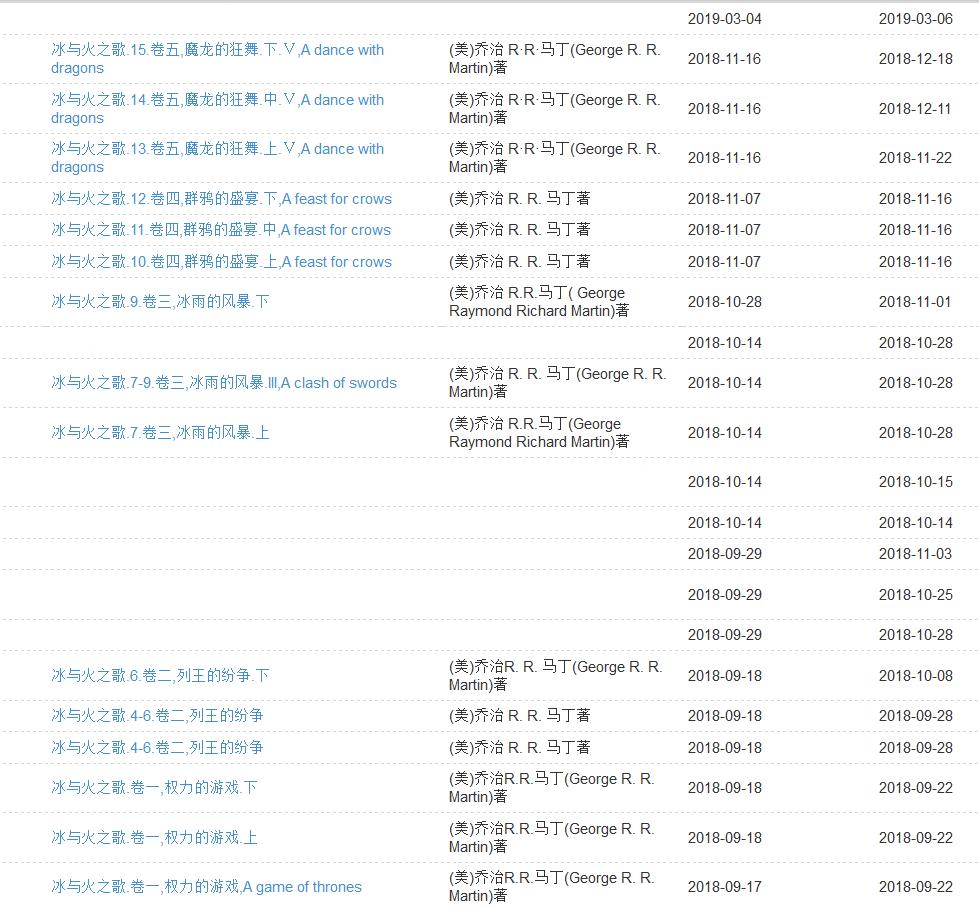 2019-03-04 2019-03-06
冰与火之歌.15.卷五,魔龙的狂舞.下.Ⅴ,A dance with (美)乔治 R·R·马丁(George R. R.
dragons Martin)著 2018-11-16 2018-12-18
冰与火之歌.14.卷五,魔龙的狂舞.中.Ⅴ,A dance with (美)乔治 R·R·马丁(George R. R.
dragons Martin)著 2018-11-16 2018-12-11
冰与火之歌.13.卷五,魔龙的狂舞.上.Ⅴ,A dance with (美)乔治 R·R·马丁(George R. R.
dragons Martin)著 2018-11-16 2018-11-22
冰与火之歌.12.卷四,群鸦的盛宴.下,A feast for crows (美)乔治 R. R. 马丁著 2018-11-07 2018-11-16
冰与火之歌.11.卷四,群鸦的盛宴.中,A feast for crows (美)乔治 R. R. 马丁著 2018-11-07 2018-11-16
冰与火之歌.10.卷四,群鸦的盛宴.上,A feast for crows (美)乔治 R. R. 马丁著 2018-11-07 2018-11-16
冰与火之歌.9.卷三,冰雨的风暴.下 (美)乔治 R.R.马丁( George
Raymond Richard Martin)著 2018-10-28 2018-11-01
2018-10-14 2018-10-28
冰与火之歌.7-9.卷三,冰雨的风暴.III,A clash of swords (美)乔治 R. R. 马丁(George R. R.
Martin)著 2018-10-14 2018-10-28
冰与火之歌.7.卷三,冰雨的风暴.上 (美)乔治 R.R.马丁(George
Raymond Richard Martin)著 2018-10-14 2018-10-28
2018-10-14 2018-10-15
2018-10-14 2018-10-14
2018-09-29 2018-11-03
2018-09-29 2018-10-25
2018-09-29 2018-10-28
冰与火之歌.6.卷二,列王的纷争.下 (美)乔治R. R. 马丁(George R. R.
Martin)著 2018-09-18 2018-10-08
冰与火之歌.4-6.卷二,列王的纷争 (美)乔治 R. R. 马丁著 2018-09-18 2018-09-28
冰与火之歌.4-6.卷二,列王的纷争 (美)乔治 R. R. 马丁著 2018-09-18 2018-09-28
冰与火之歌.卷一,权力的游戏.下 (美)乔治R.R.马丁(George R. R.
Martin)著 2018-09-18 2018-09-22
冰与火之歌.卷一,权力的游戏.上 (美)乔治R.R.马丁(George R. R.
Martin)著 2018-09-18 2018-09-22
冰与火之歌.卷一,权力的游戏,A game of thrones (美)乔治R.R.马丁(George R. R.
Martin)著 2018-09-17 2018-09-22